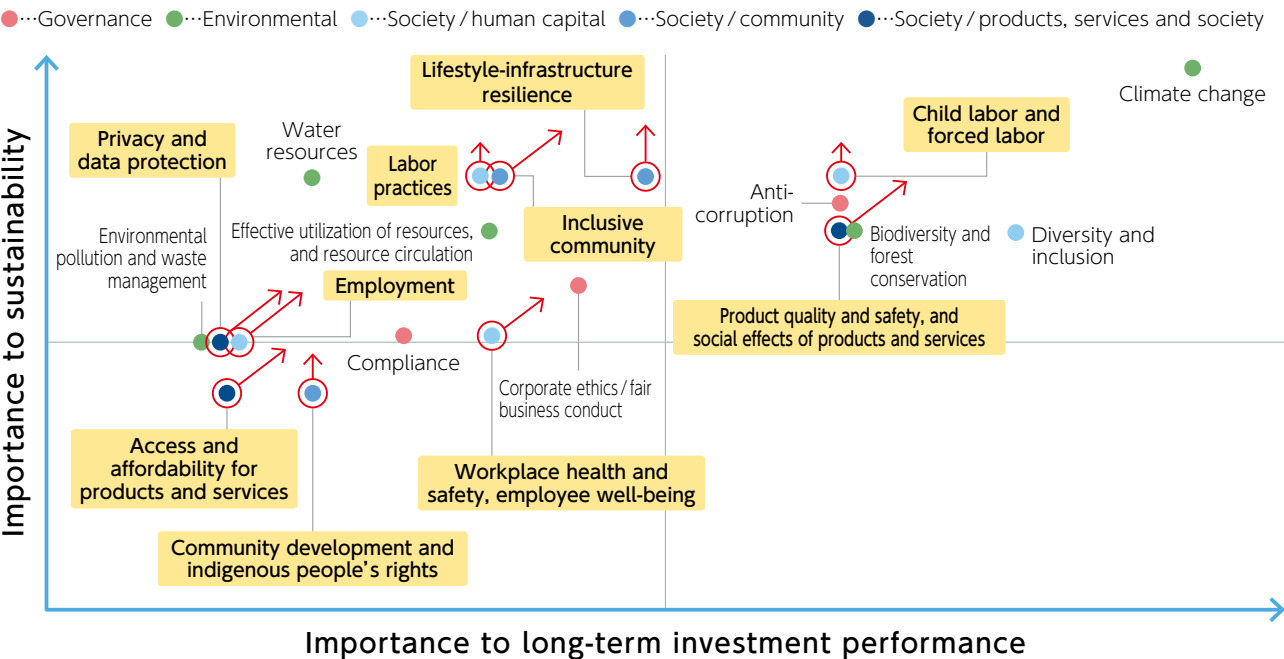 ●…Governance ●…Environmental ●…Society / human capital ●…Society / community ●…Society / products, services and society
Importance to sustainability
Lifestyle-infrastructure
resilience
Climate change
Child labor and
forced labor
Privacy and
data protection
Water
resources
Labor
practices
Anti-
corruption
Inclusive
community
Environmental
pollution and waste
management
Effective utilization of resources,
and resource circulation
Biodiversity and
forest
conservation
Diversity and
inclusion
Employment
Product quality and safety, and
social effects of products and services
Compliance
Corporate ethics / fair
business conduct
Access and
affordability for
products and services
Workplace health and
safety, employee well-being
Community development and
indigenous people's rights
Importance to long-term investment performance